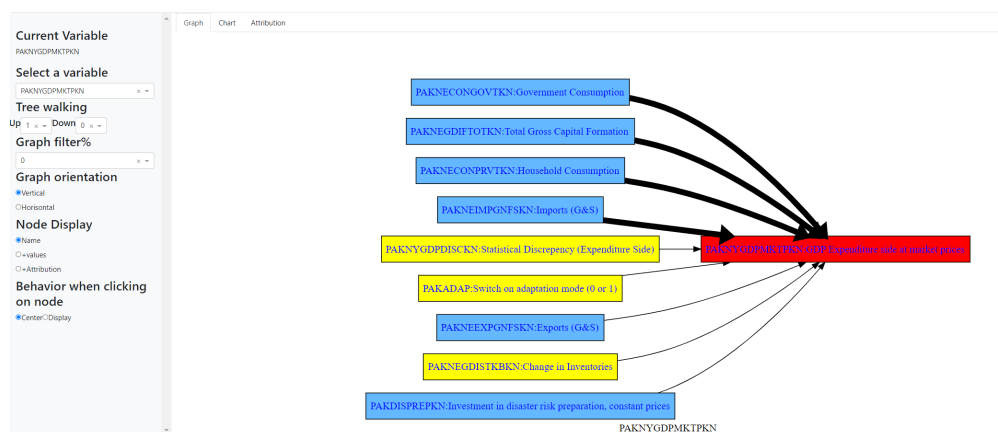 Current Variable
PAKNYGDPMKTPKN
Select a variable
PAKNYGDPMKTPKN
Tree walking
Up 1 Down 0
Graph filter%
0
Graph orientation
Vertical
Horisontal
Node Display
Name
+values
+Attribution
Behavior when clicking
on node
Center Display
Graph Chart Attribution
PAKNECONGOVTKN:Government Consumption
PAKNEGDIFTOTKN:Total Gross Capital Formation
PAKNECONPRVTKN:Household Consumption
PAKNEIMPGNFSKN:Imports (G&S)
PAKNYGDPDISCKN:Statistical Discrepency (Expenditure Side)
PAKNYGDPMKTPKN:GDP Expenditure side at market prices
PAKADAP:Switch on adaptation mode (0 or 1)
PAKNEEXPGNFSKN:Exports (G&S)
PAKNEGDISTKBKN:Change in Inventories
PAKDISPREPKN:Investment in disaster risk preparation, constant prices
PAKNYGDPMKTPKN